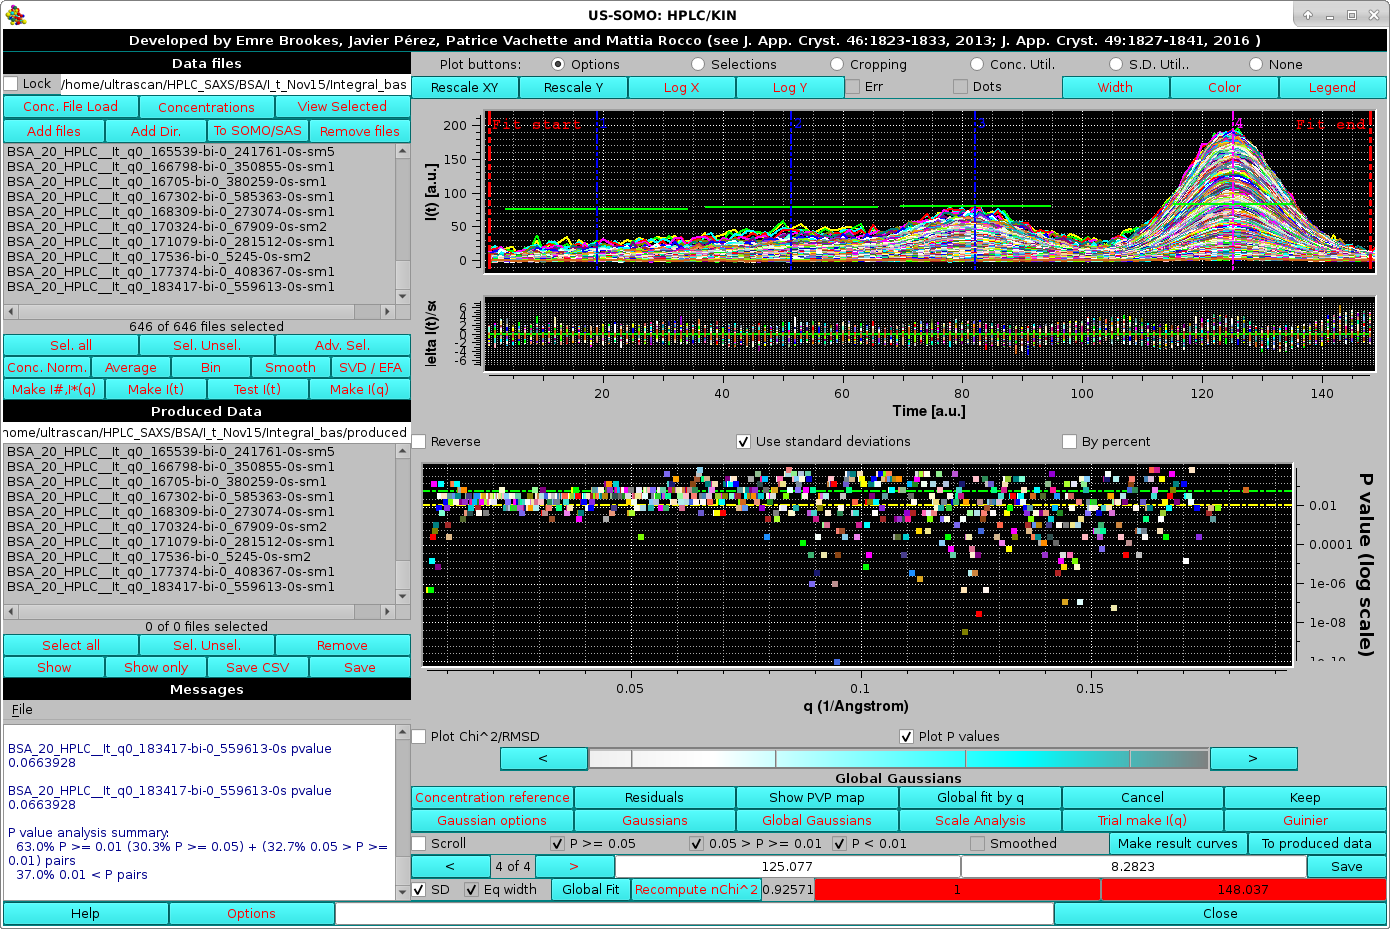 US-SOMO: HPLC/KIN
Developed by Emre Brookes, Javier Pérez, Patrice Vachette and Mattia Rocco (see J. App. Cryst. 46:1823-1833, 2013; J. App. Cryst. 49:1827-1841, 2016 )
Data files
Lock /home/ultrascan/HPLC_SAXS/BSA/I_t_Nov15/Integral_bas
Conc. File Load Concentrations View Selected
Add files Add Dir. To SOMO/SAS Remove files
BSA_20_HPLC__It_q0_165539-bi-0_241761-0s-sm5
BSA_20_HPLC__It_q0_166798-bi-0_350855-0s-sm1
BSA_20_HPLC__It_q0_16705-bi-0_380259-0s-sm1
BSA_20_HPLC__It_q0_167302-bi-0_585363-0s-sm1
BSA_20_HPLC__It_q0_168309-bi-0_273074-0s-sm1
BSA_20_HPLC__It_q0_170324-bi-0_67909-0s-sm2
BSA_20_HPLC__It_q0_171079-bi-0_281512-0s-sm1
BSA_20_HPLC__It_q0_17536-bi-0_5245-0s-sm2
BSA_20_HPLC__It_q0_177374-bi-0_408367-0s-sm1
BSA_20_HPLC__It_q0_183417-bi-0_559613-0s-sm1
646 of 646 files selected
Sel. all Sel. Unsel. Adv. Sel.
Conc. Norm. Average Bin Smooth SVD / EFA
Make I#,I*(q) Make I(t) Test I(t) Make I(q)
Produced Data
home/ultrascan/HPLC_SAXS/BSA/I_t_Nov15/Integral_bas/produced
BSA_20_HPLC__It_q0_165539-bi-0_241761-0s-sm5
BSA_20_HPLC__It_q0_166798-bi-0_350855-0s-sm1
BSA_20_HPLC__It_q0_16705-bi-0_380259-0s-sm1
BSA_20_HPLC__It_q0_167302-bi-0_585363-0s-sm1
BSA_20_HPLC__It_q0_168309-bi-0_273074-0s-sm1
BSA_20_HPLC__It_q0_170324-bi-0_67909-0s-sm2
BSA_20_HPLC__It_q0_171079-bi-0_281512-0s-sm1
BSA_20_HPLC__It_q0_17536-bi-0_5245-0s-sm2
BSA_20_HPLC__It_q0_177374-bi-0_408367-0s-sm1
BSA_20_HPLC__It_q0_183417-bi-0_559613-0s-sm1
0 of 0 files selected
Select all Sel. Unsel. Remove
Show Show only Save CSV Save
Messages
File
BSA_20_HPLC__It_q0_183417-bi-0_559613-0s pvalue
0.0663928
BSA_20_HPLC__It_q0_183417-bi-0_559613-0s pvalue
0.0663928
P value analysis summary:
63.0% P >= 0.01 (30.3% P >= 0.05) + (32.7% 0.05 > P >=
0.01) pairs
37.0% 0.01 < P pairs
Help Options
Plot buttons: Options Selections Cropping Conc. Util. S.D. Util.. None
Rescale XY Rescale Y Log X Log Y Err Dots Width Color Legend
I(t) [a.u.]
200
150
100
50
0
Fit start 1 2 3 4 Fit end
elta I(t)/s
6
4
2
0
-2
-4
-6
20 40 60 80 100 120 140
Time [a.u.]
Reverse Use standard deviations By percent
0.01
0.0001
1e-06
1e-08
1e-10
P value (log scale)
0.05 0.1 0.15
q (1/Angstrom)
Plot Chi^2/RMSD Plot P values
< >
Global Gaussians
Concentration reference Residuals Show PVP map Global fit by q Cancel Keep
Gaussian options Gaussians Global Gaussians Scale Analysis Trial make I(q) Guinier
Scroll P >= 0.05 0.05 > P >= 0.01 P < 0.01 Smoothed Make result curves To produced data
< 4 of 4 > 125.077 8.2823 Save
SD Eq width Global Fit Recompute nChi^2 0.92571 1 148.037
Close